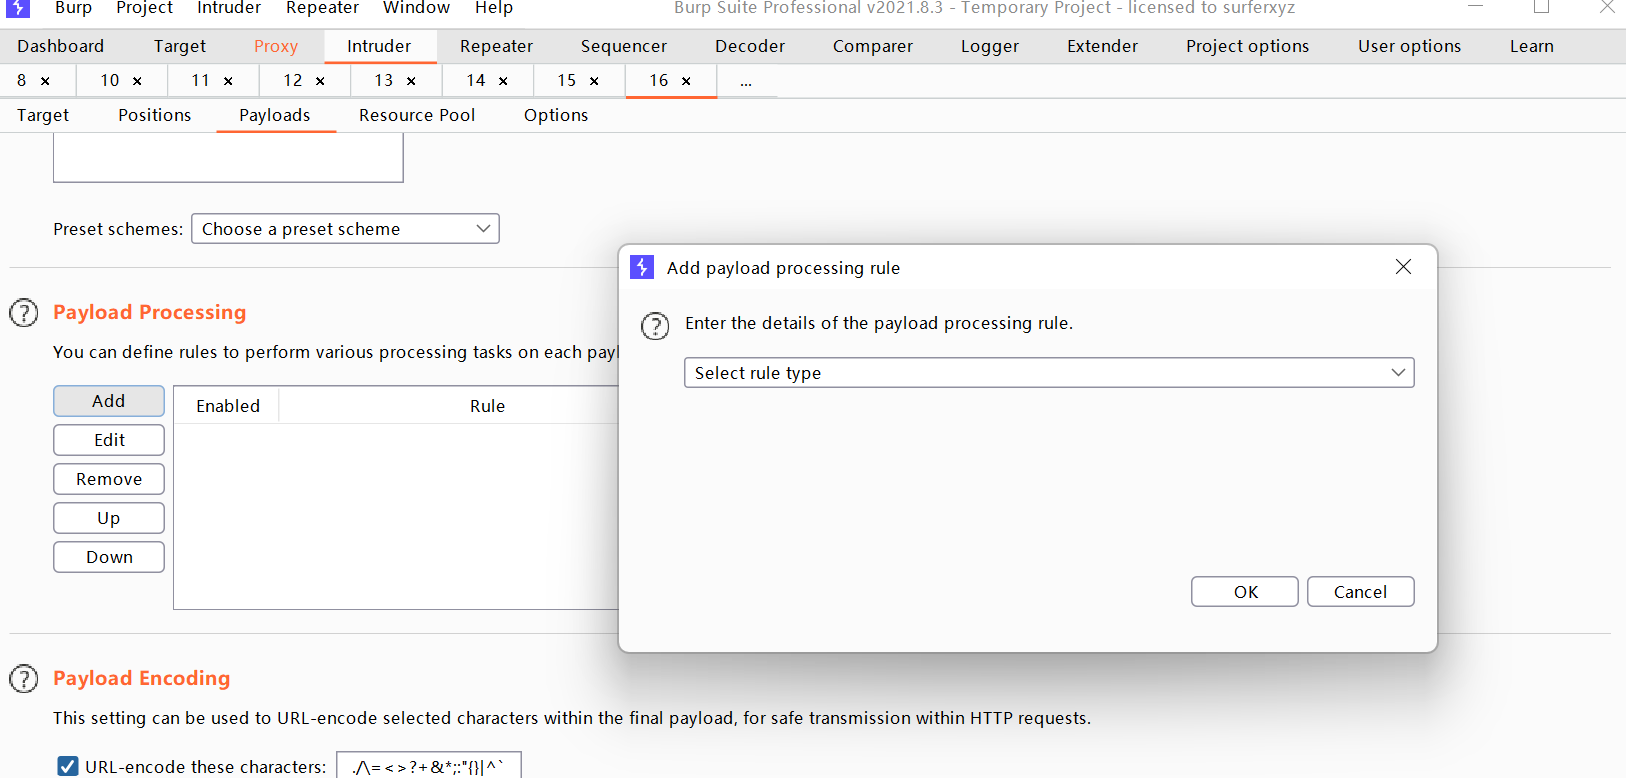 Burp Project Intruder Repeater Window Help Burp Suite Professional v2021.8.3 - Temporary Project - licensed to surferxyz
Dashboard Target Proxy Intruder Repeater Sequencer Decoder Comparer Logger Extender Project options User options Learn
8 × 10 × 11 × 12 × 13 × 14 × 15 × 16 × ...
Target Positions Payloads Resource Pool Options
Preset schemes: Choose a preset scheme
Add payload processing rule
Enter the details of the payload processing rule.
Select rule type
OK Cancel
Payload Processing
You can define rules to perform various processing tasks on each payl
Add
Edit
Remove
Up
Down
Enabled Rule
Payload Encoding
This setting can be used to URL-encode selected characters within the final payload, for safe transmission within HTTP requests.
URL-encode these characters: ./\=<>?+&*;:"{}|^`